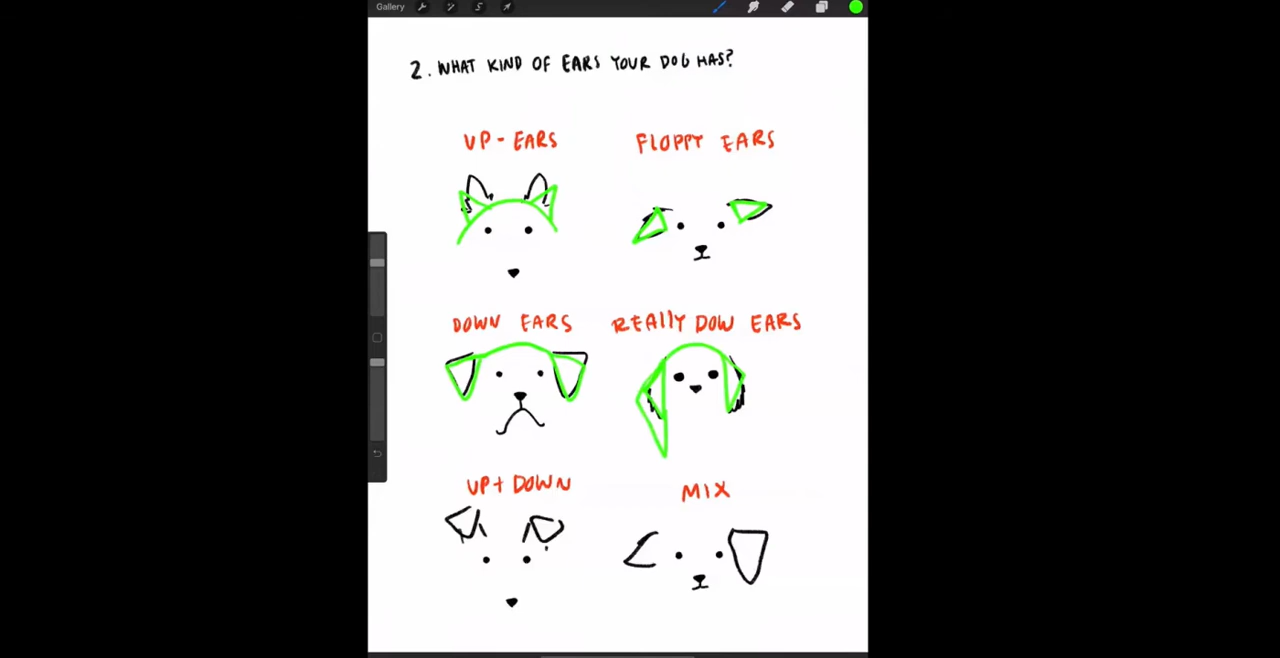 Gallery
2. WHAT KIND OF EARS YOUR DOG HAS?
UP-EARS
FLOPPY EARS
DOWN EARS
REALLY DOW EARS
UP+DOWN
MIX